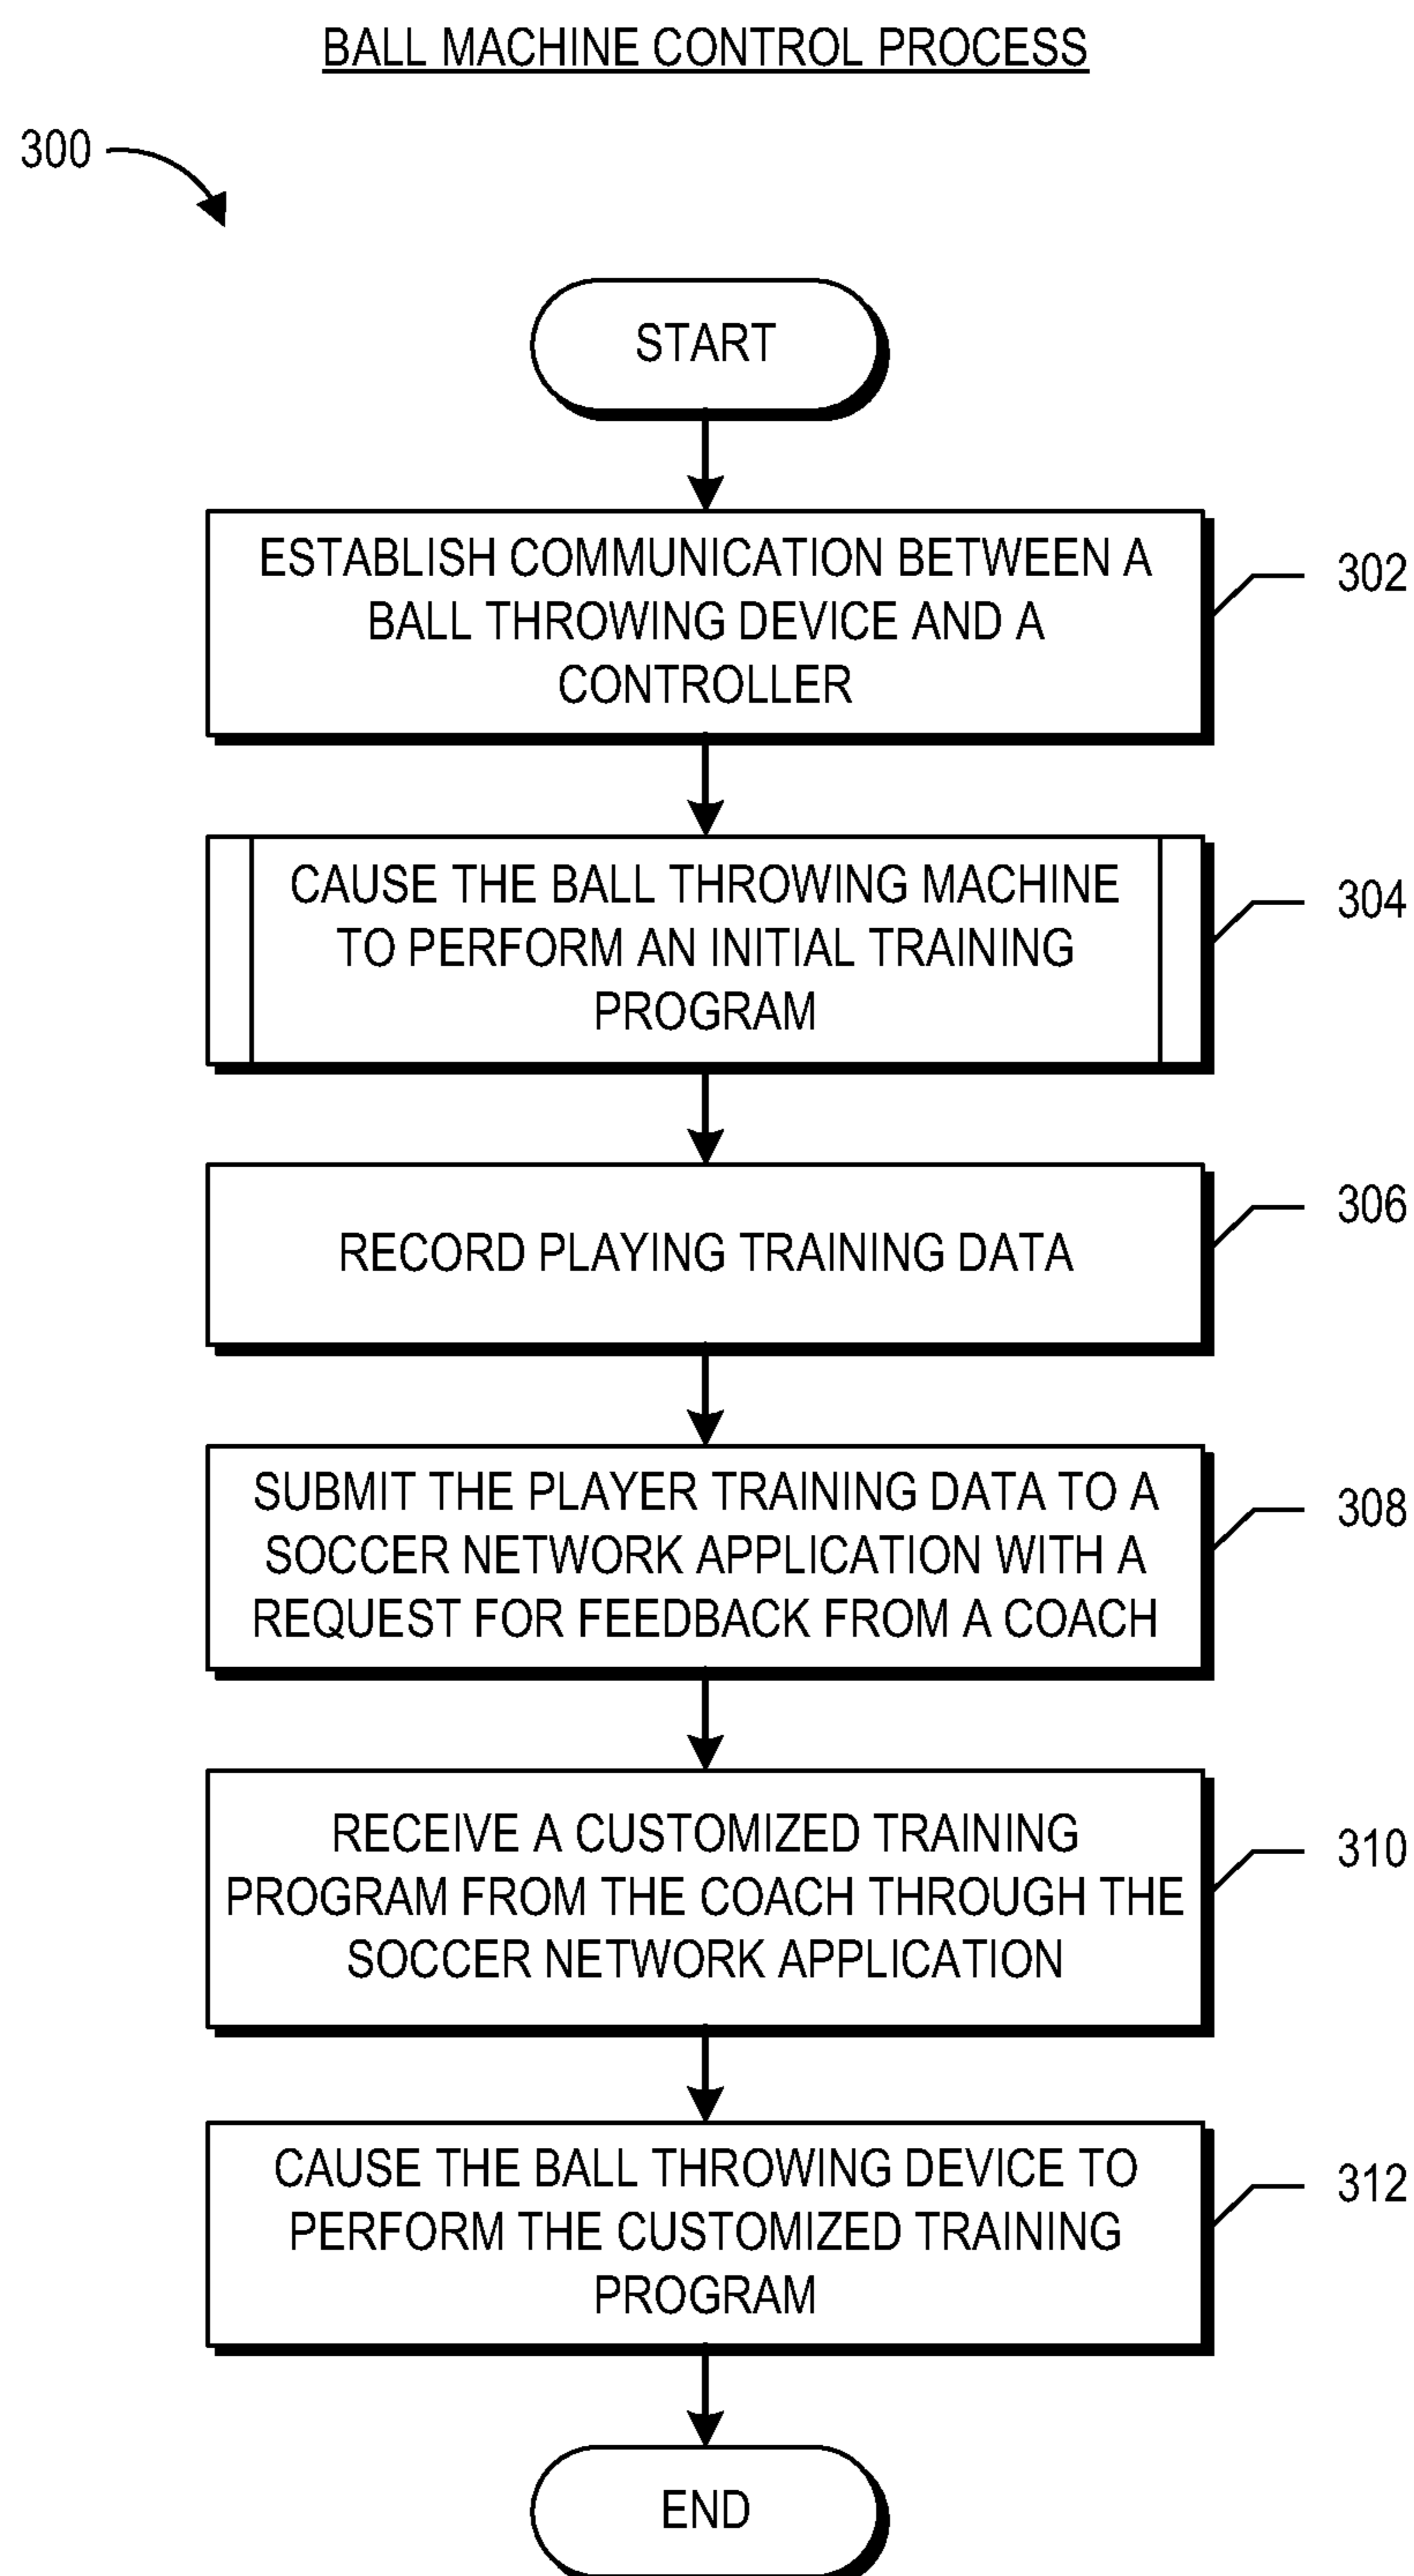 BALL MACHINE CONTROL PROCESS
300
START
ESTABLISH COMMUNICATION BETWEEN A
BALL THROWING DEVICE AND A
CONTROLLER
302
CAUSE THE BALL THROWING MACHINE
TO PERFORM AN INITIAL TRAINING
PROGRAM
304
RECORD PLAYING TRAINING DATA
306
SUBMIT THE PLAYER TRAINING DATA TO A
SOCCER NETWORK APPLICATION WITH A
REQUEST FOR FEEDBACK FROM A COACH
308
RECEIVE A CUSTOMIZED TRAINING
PROGRAM FROM THE COACH THROUGH THE
SOCCER NETWORK APPLICATION
310
CAUSE THE BALL THROWING DEVICE TO
PERFORM THE CUSTOMIZED TRAINING
PROGRAM
312
END